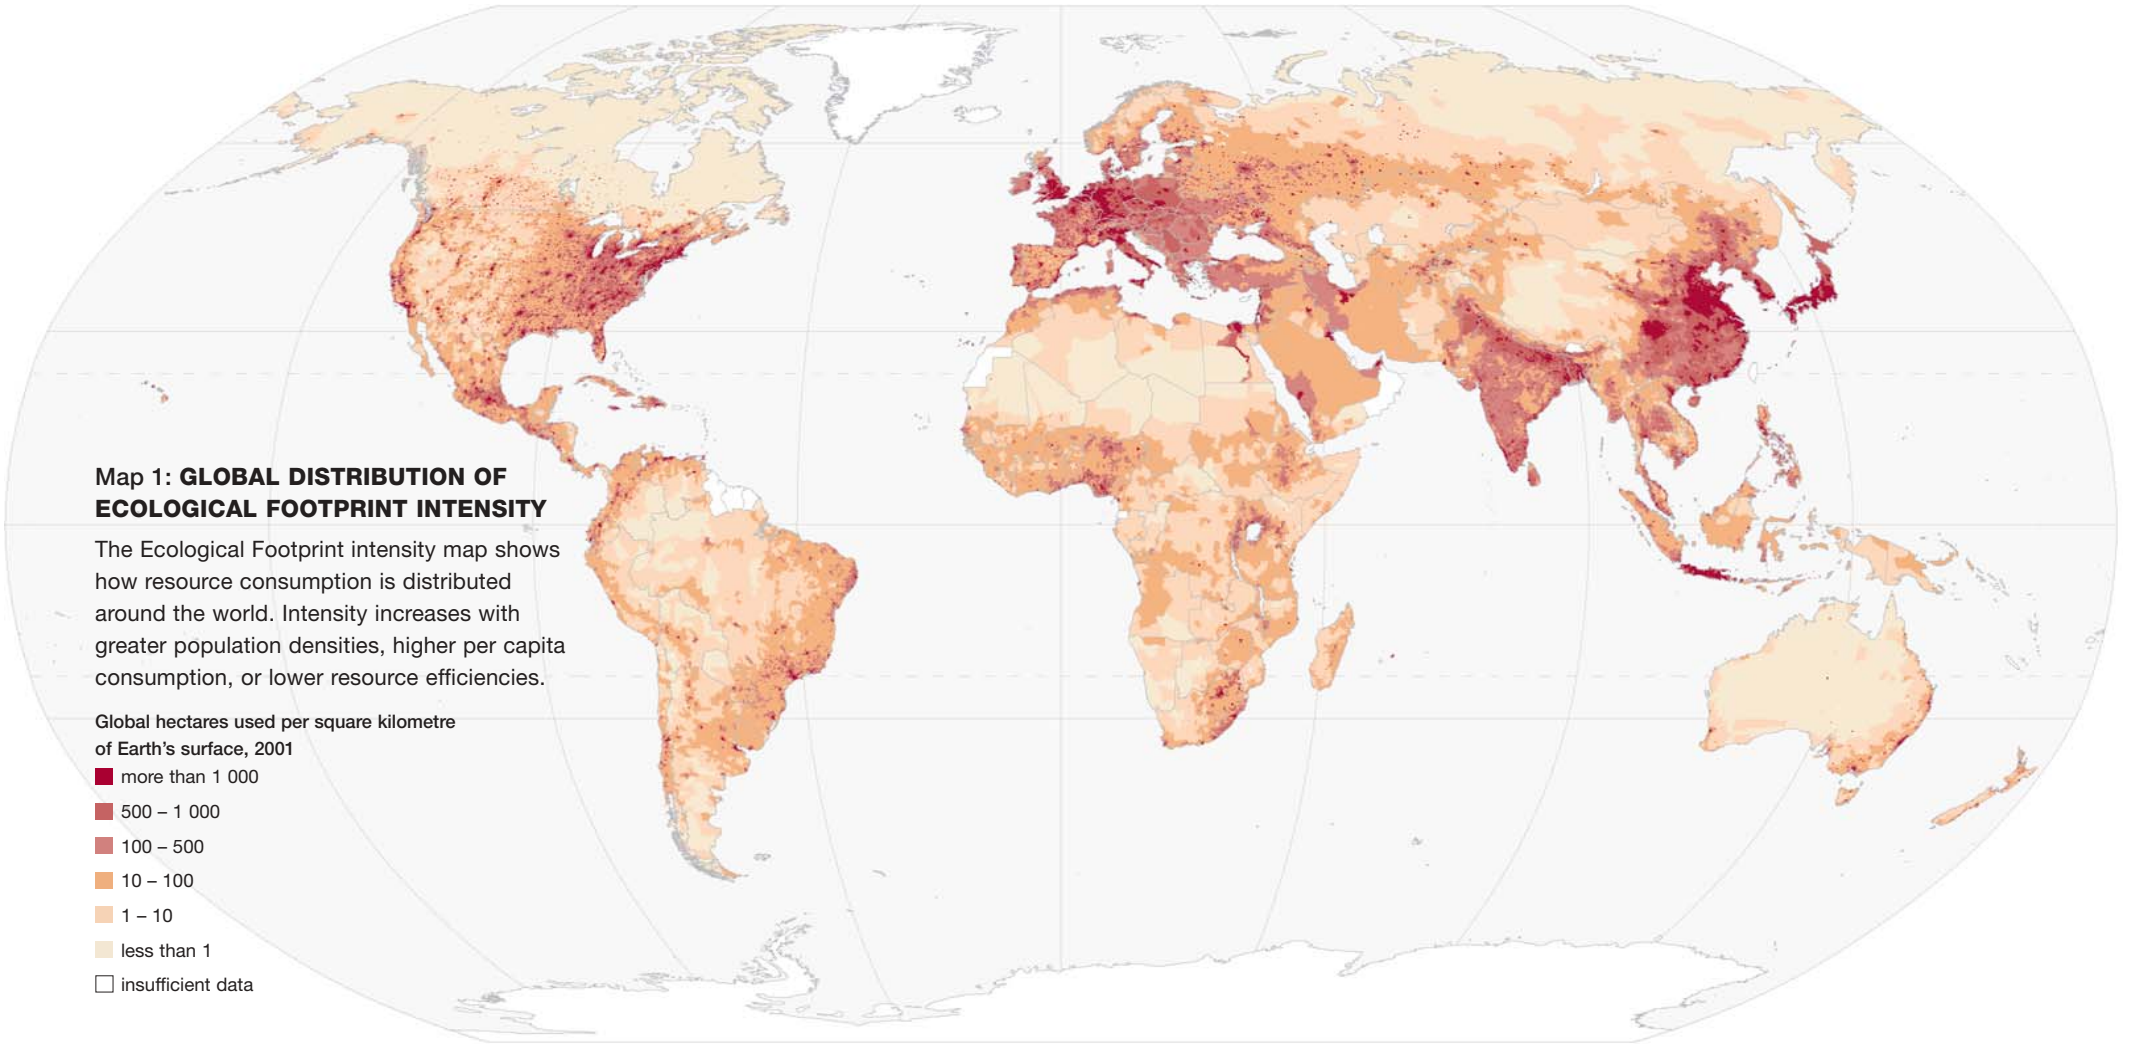 Map 1: GLOBAL DISTRIBUTION OF
ECOLOGICAL FOOTPRINT INTENSITY
The Ecological Footprint intensity map shows
how resource consumption is distributed
around the world. Intensity increases with
greater population densities, higher per capita
consumption, or lower resource efficiencies.
Global hectares used per square kilometre
of Earth’s surface, 2001
more than 1 000
500 – 1 000
100 – 500
10 – 100
1 – 10
less than 1
insufficient data